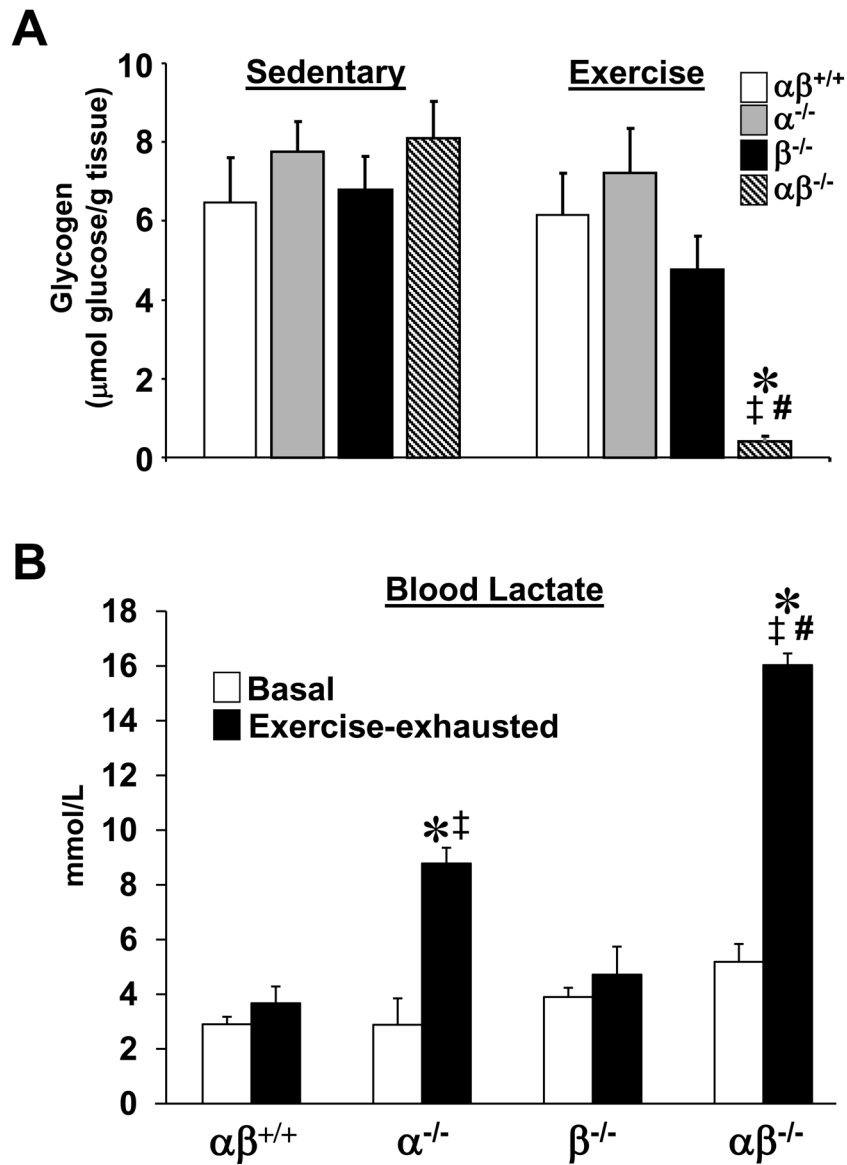 A
Sedentary
Exercise
αβ+/+
α-/-
β-/-
αβ-/-
Glycogen
(μmol glucose/g tissue)
10
8
6
4
2
0
*
‡ #
B
Blood Lactate
Basal
Exercise-exhausted
mmol/L
18
16
14
12
10
8
6
4
2
0
*‡
*
‡ #
αβ+/+
α-/-
β-/-
αβ-/-